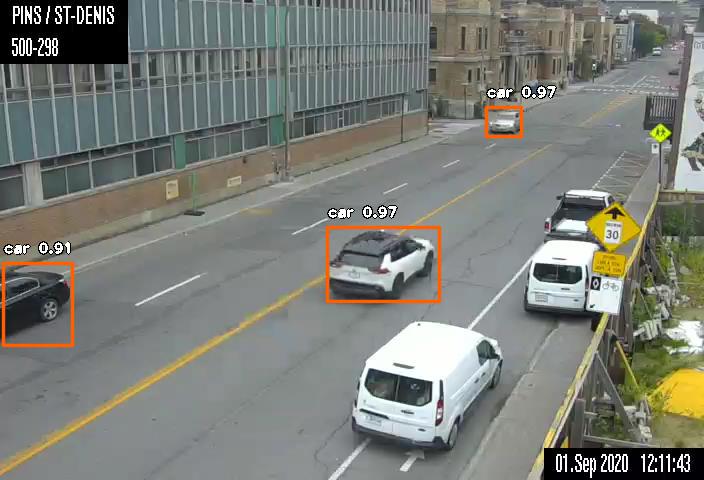 PINS / ST-DENIS
500-298
car 0.97
car 0.97
car 0.91
30
01.Sep 2020 12:11:43